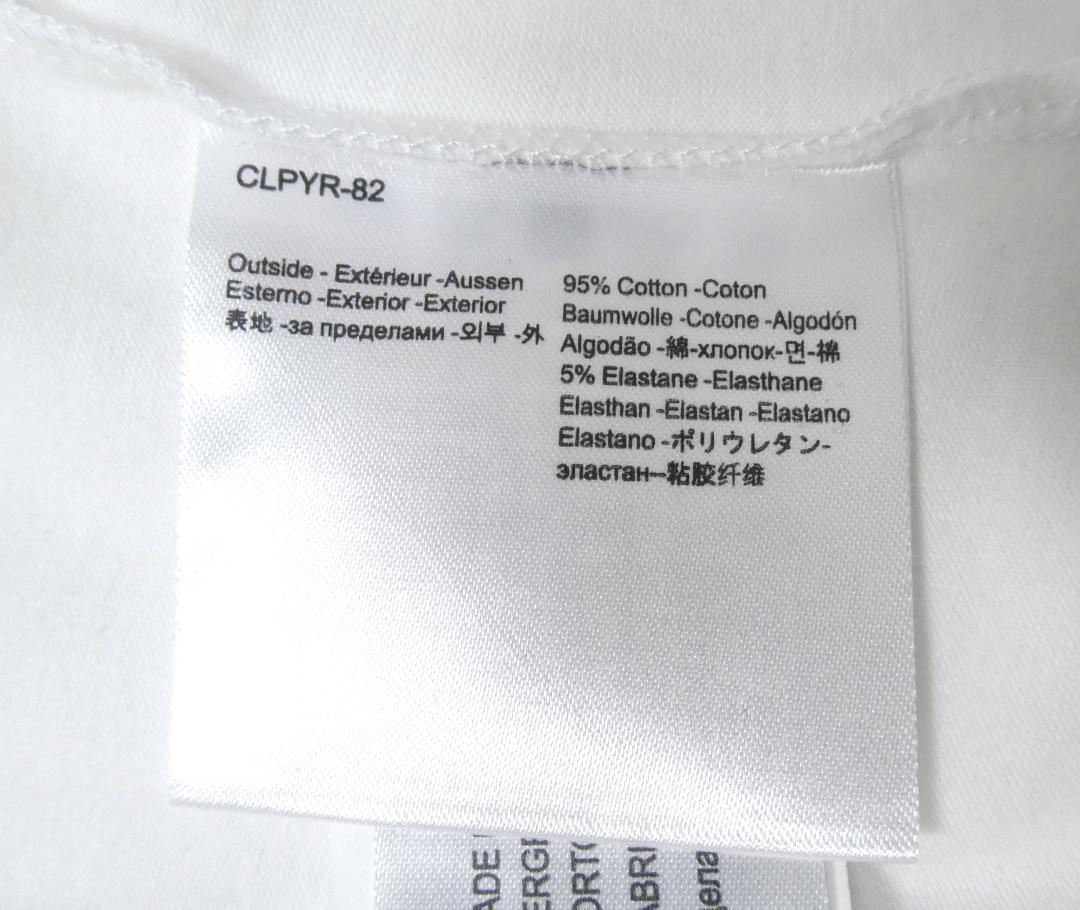 CLPYR-82
Outside - Extérieur -Aussen
Esterno -Exterior -Exterior
表地 -за пределами -외부 -外
95% Cotton -Coton
Baumwolle -Cotone -Algodón
Algodão -綿-хлопок-면-棉
5% Elastane -Elasthane
Elasthan -Elastan -Elastano
Elastano -ポリウレタン-
эластан--粘胶纤维